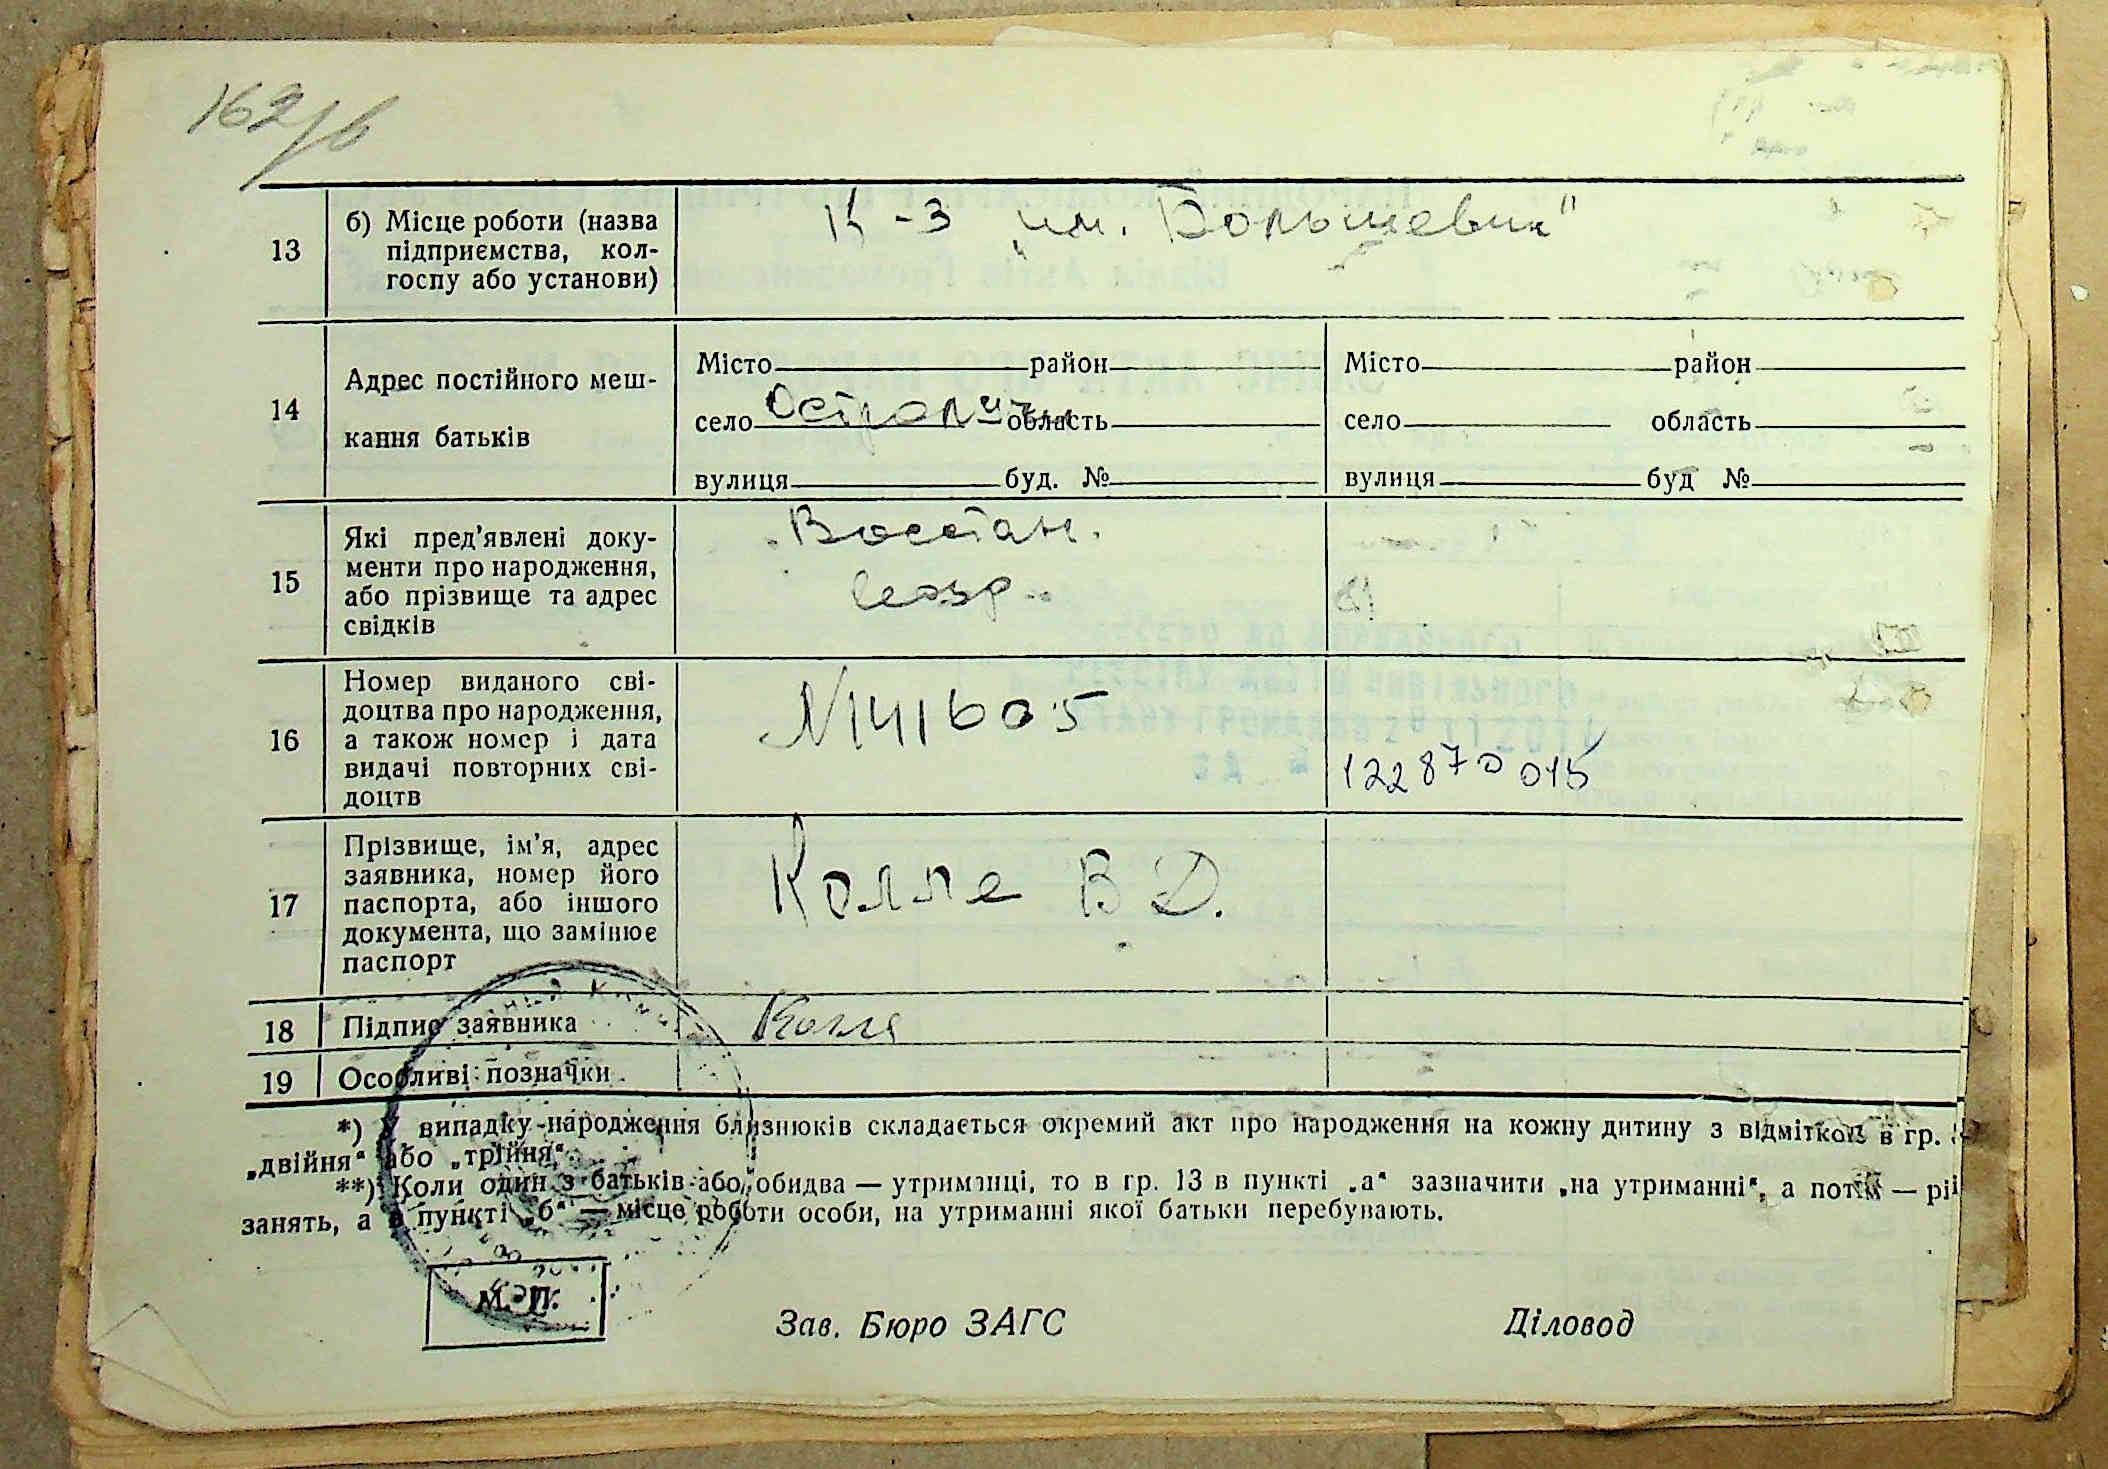 162/в
13
б) Місце роботи (назва
підприємства, кол-
госпу або установи)
К-з „им. Большевик"
14
Адрес постійного меш-
кання батьків
Місто район
село область
вулиця буд. №
Місто район
село область
вулиця буд №
15
Які пред'явлені доку-
менти про народження,
або прізвище та адрес
свідків
Восстан.
16
Номер виданого сві-
доцтва про народження,
а також номер і дата
видачі повторних сві-
доцтв
N141605
122870015
17
Прізвище, ім'я, адрес
заявника, номер його
паспорта, або іншого
документа, що замінює
паспорт
Колле В Д.
18
Підпис заявника
19
Особливі позначки
*) У випадку народження близнюків складається окремий акт про народження на кожну дитину з відміткою в гр.
„двійня" або „трійня".
**) Коли один з батьків або обидва — утриманці, то в гр. 13 в пункті „а" зазначити „на утриманні", а потім — рід
занять, а в пункті „б" — місце роботи особи, на утриманні якої батьки перебувають.
М. П.
Зав. Бюро ЗАГС
Діловод